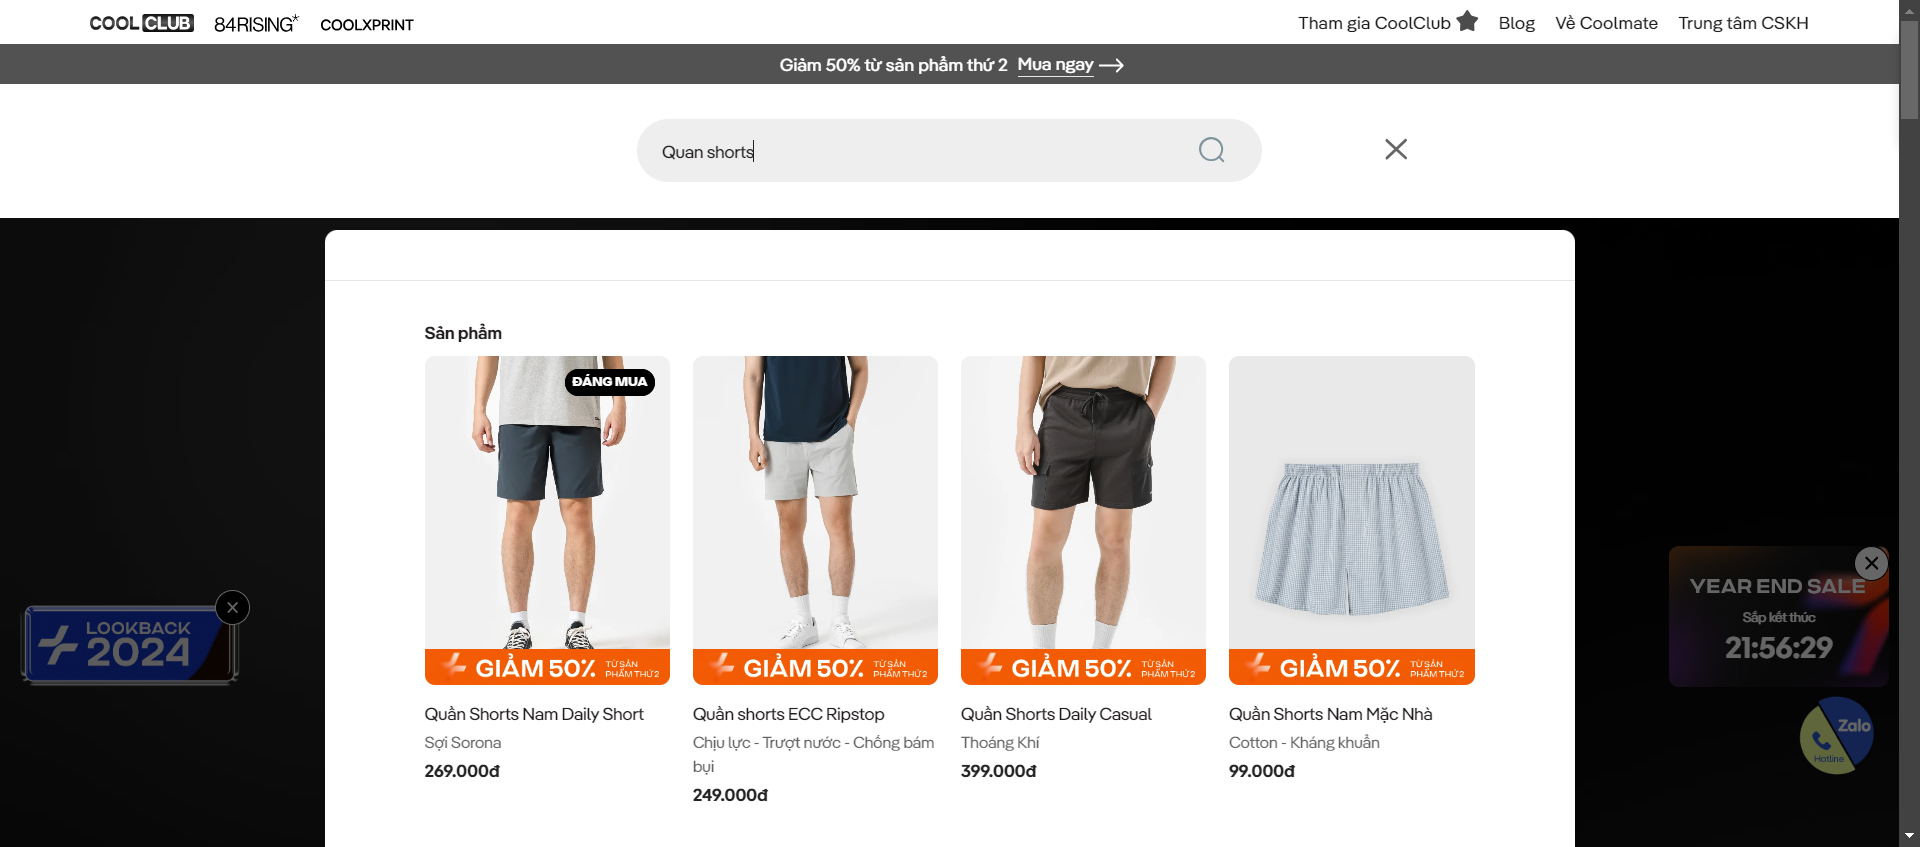 COOL CLUB 84RISING* COOLXPRINT Tham gia CoolClub Blog Về Coolmate Trung tâm CSKH
Giảm 50% từ sản phẩm thứ 2 Mua ngay
Quan shorts
Sản phẩm
ĐÁNG MUA
GIẢM 50% TỪ SẢN PHẨM THỨ 2
GIẢM 50% TỪ SẢN PHẨM THỨ 2
GIẢM 50% TỪ SẢN PHẨM THỨ 2
GIẢM 50% TỪ SẢN PHẨM THỨ 2
Quần Shorts Nam Daily Short
Sợi Sorona
269.000đ
Quần shorts ECC Ripstop
Chịu lực - Trượt nước - Chống bám
bụi
249.000đ
Quần Shorts Daily Casual
Thoáng Khí
399.000đ
Quần Shorts Nam Mặc Nhà
Cotton - Kháng khuẩn
99.000đ
LOOKBACK
2024
YEAR END SALE
Sắp kết thúc
21:56:29
Zalo
Hotline